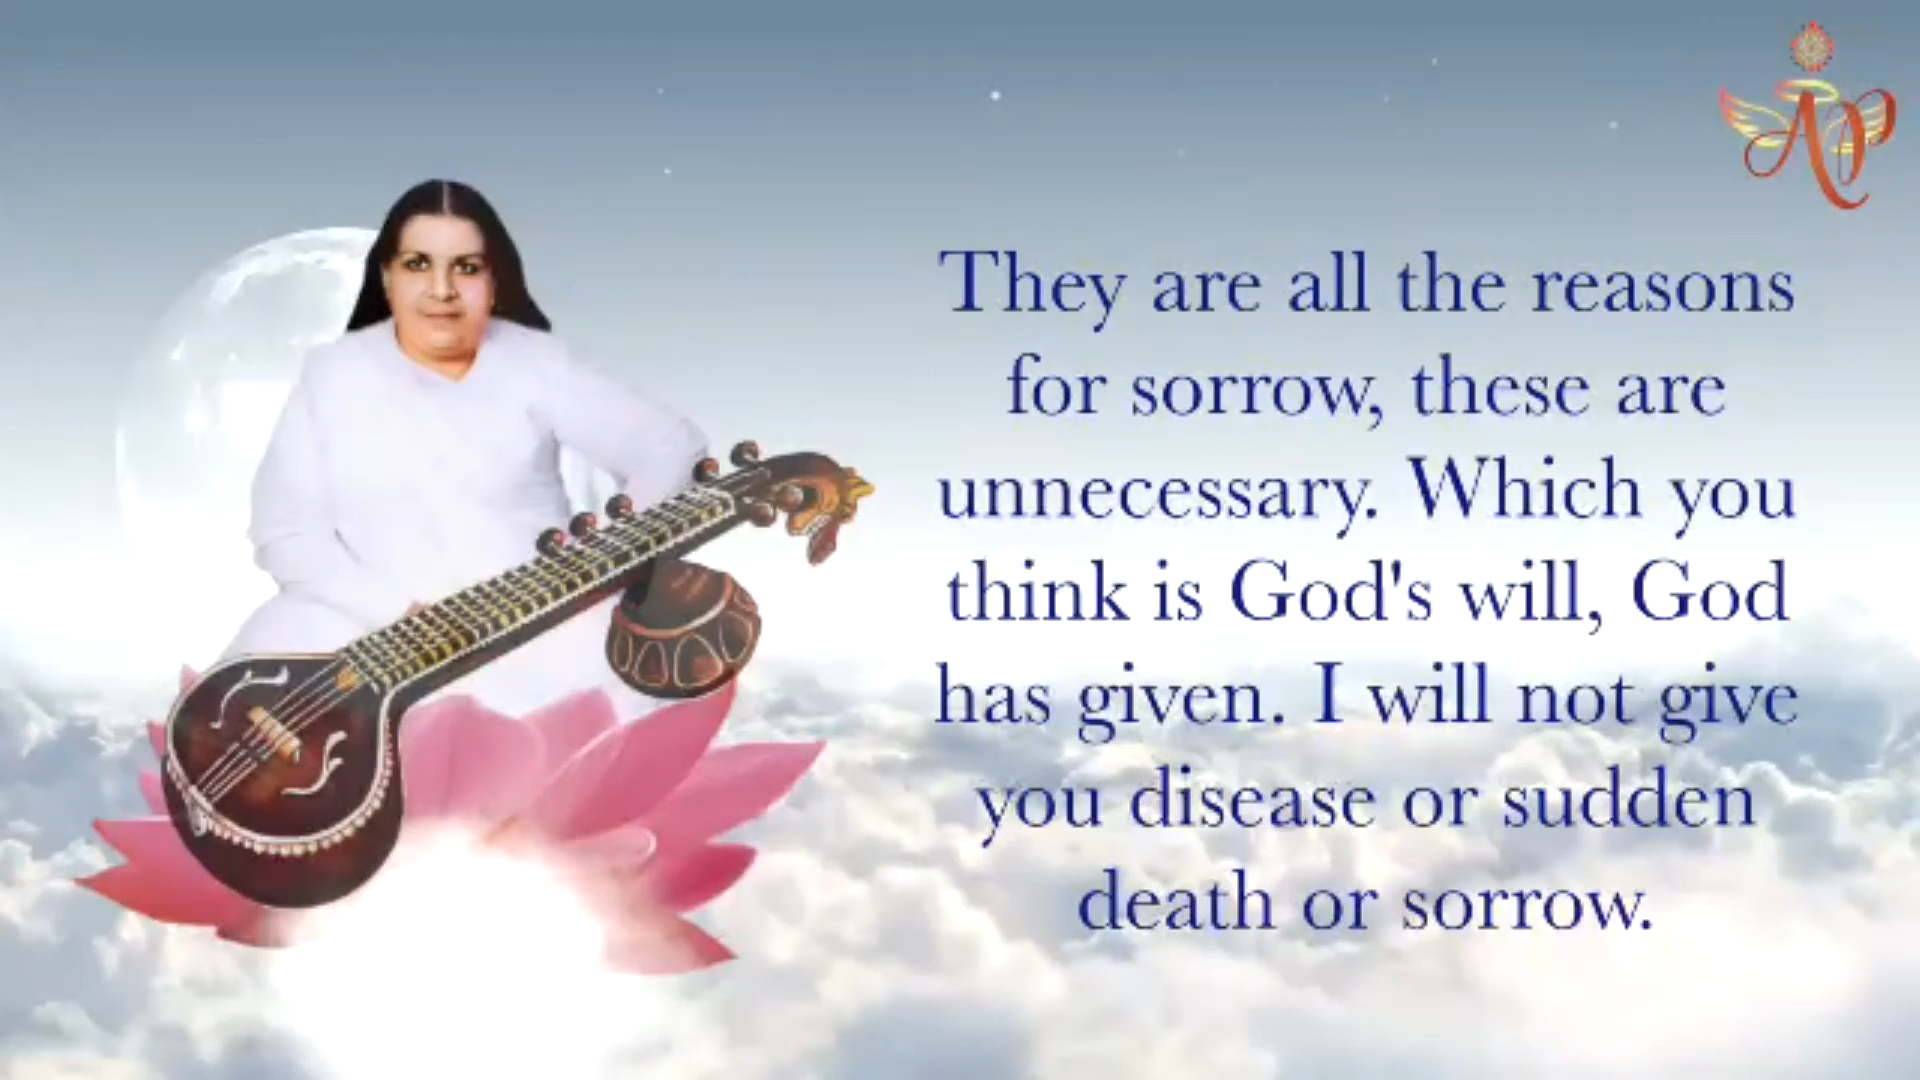 AP
They are all the reasons
for sorrow, these are
unnecessary. Which you
think is God's will, God
has given. I will not give
you disease or sudden
death or sorrow.